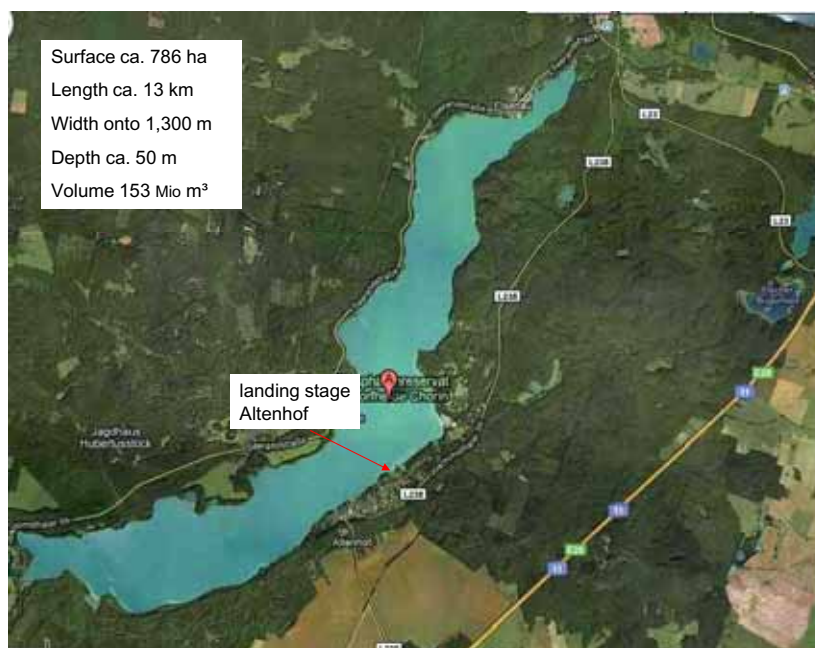 Surface ca. 786 ha
Length ca. 13 km
Width onto 1,300 m
Depth ca. 50 m
Volume 153 Mio m³
L23
L238
L23
L238
E28
11
A
landing stage
Altenhof
Jagdhaus
Hubertusstock
L238
11
Altenhof
E28
11